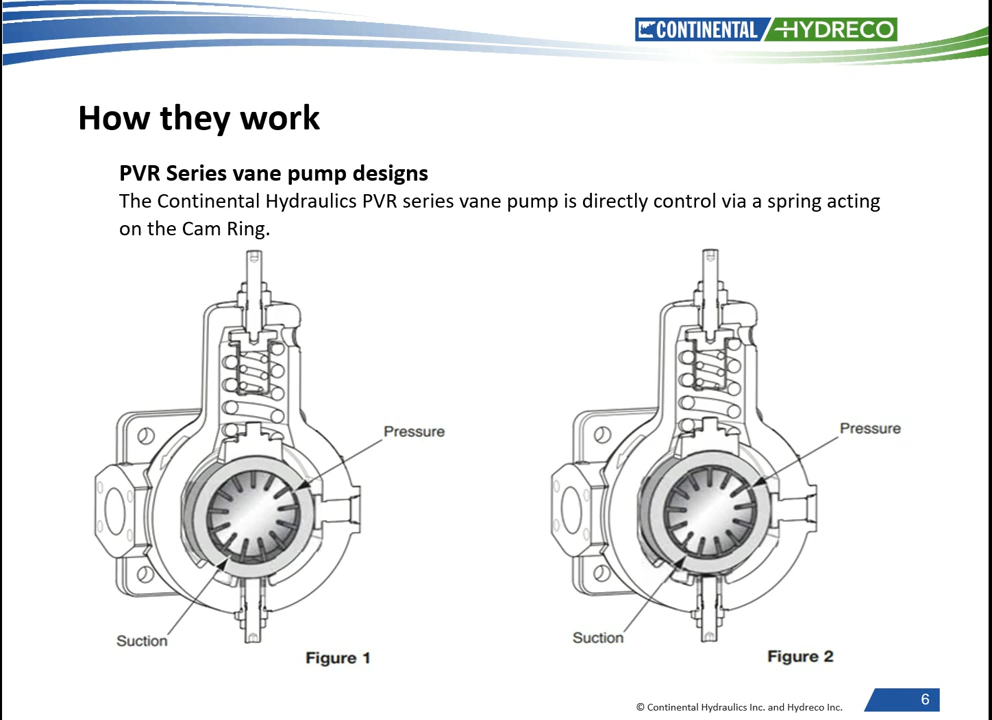 CONTINENTAL HYDRECO
How they work
PVR Series vane pump designs
The Continental Hydraulics PVR series vane pump is directly control via a spring acting
on the Cam Ring.
Pressure
Suction
Figure 1
Pressure
Suction
Figure 2
© Continental Hydraulics Inc. and Hydreco Inc.
6